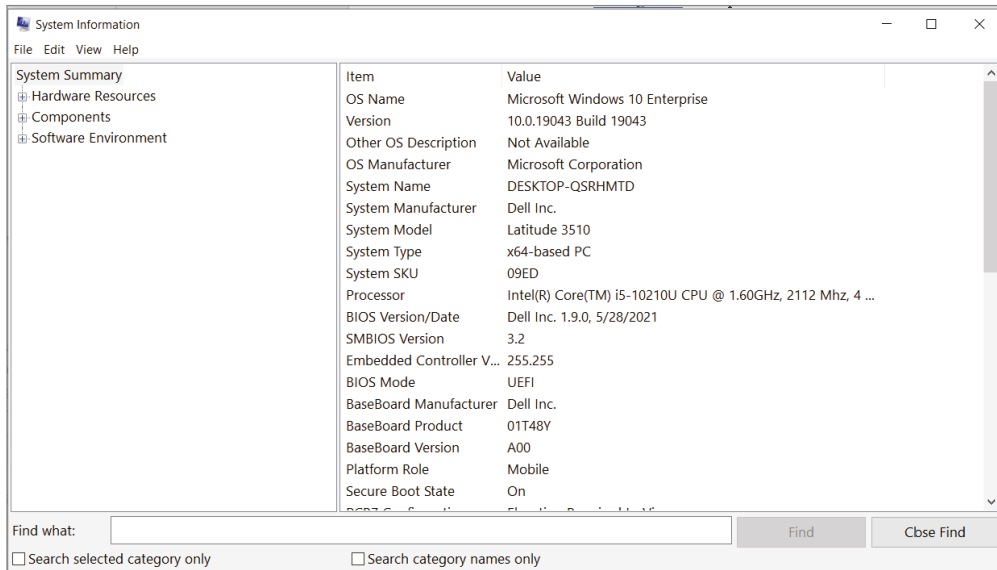 System Information
File Edit View Help
System Summary
Hardware Resources
Components
Software Environment
Item Value
OS Name Microsoft Windows 10 Enterprise
Version 10.0.19043 Build 19043
Other OS Description Not Available
OS Manufacturer Microsoft Corporation
System Name DESKTOP-QSRHMTD
System Manufacturer Dell Inc.
System Model Latitude 3510
System Type x64-based PC
System SKU 09ED
Processor Intel(R) Core(TM) i5-10210U CPU @ 1.60GHz, 2112 Mhz, 4 ...
BIOS Version/Date Dell Inc. 1.9.0, 5/28/2021
SMBIOS Version 3.2
Embedded Controller V... 255.255
BIOS Mode UEFI
BaseBoard Manufacturer Dell Inc.
BaseBoard Product 01T48Y
BaseBoard Version A00
Platform Role Mobile
Secure Boot State On
Find what: Find Cbse Find
Search selected category only Search category names only